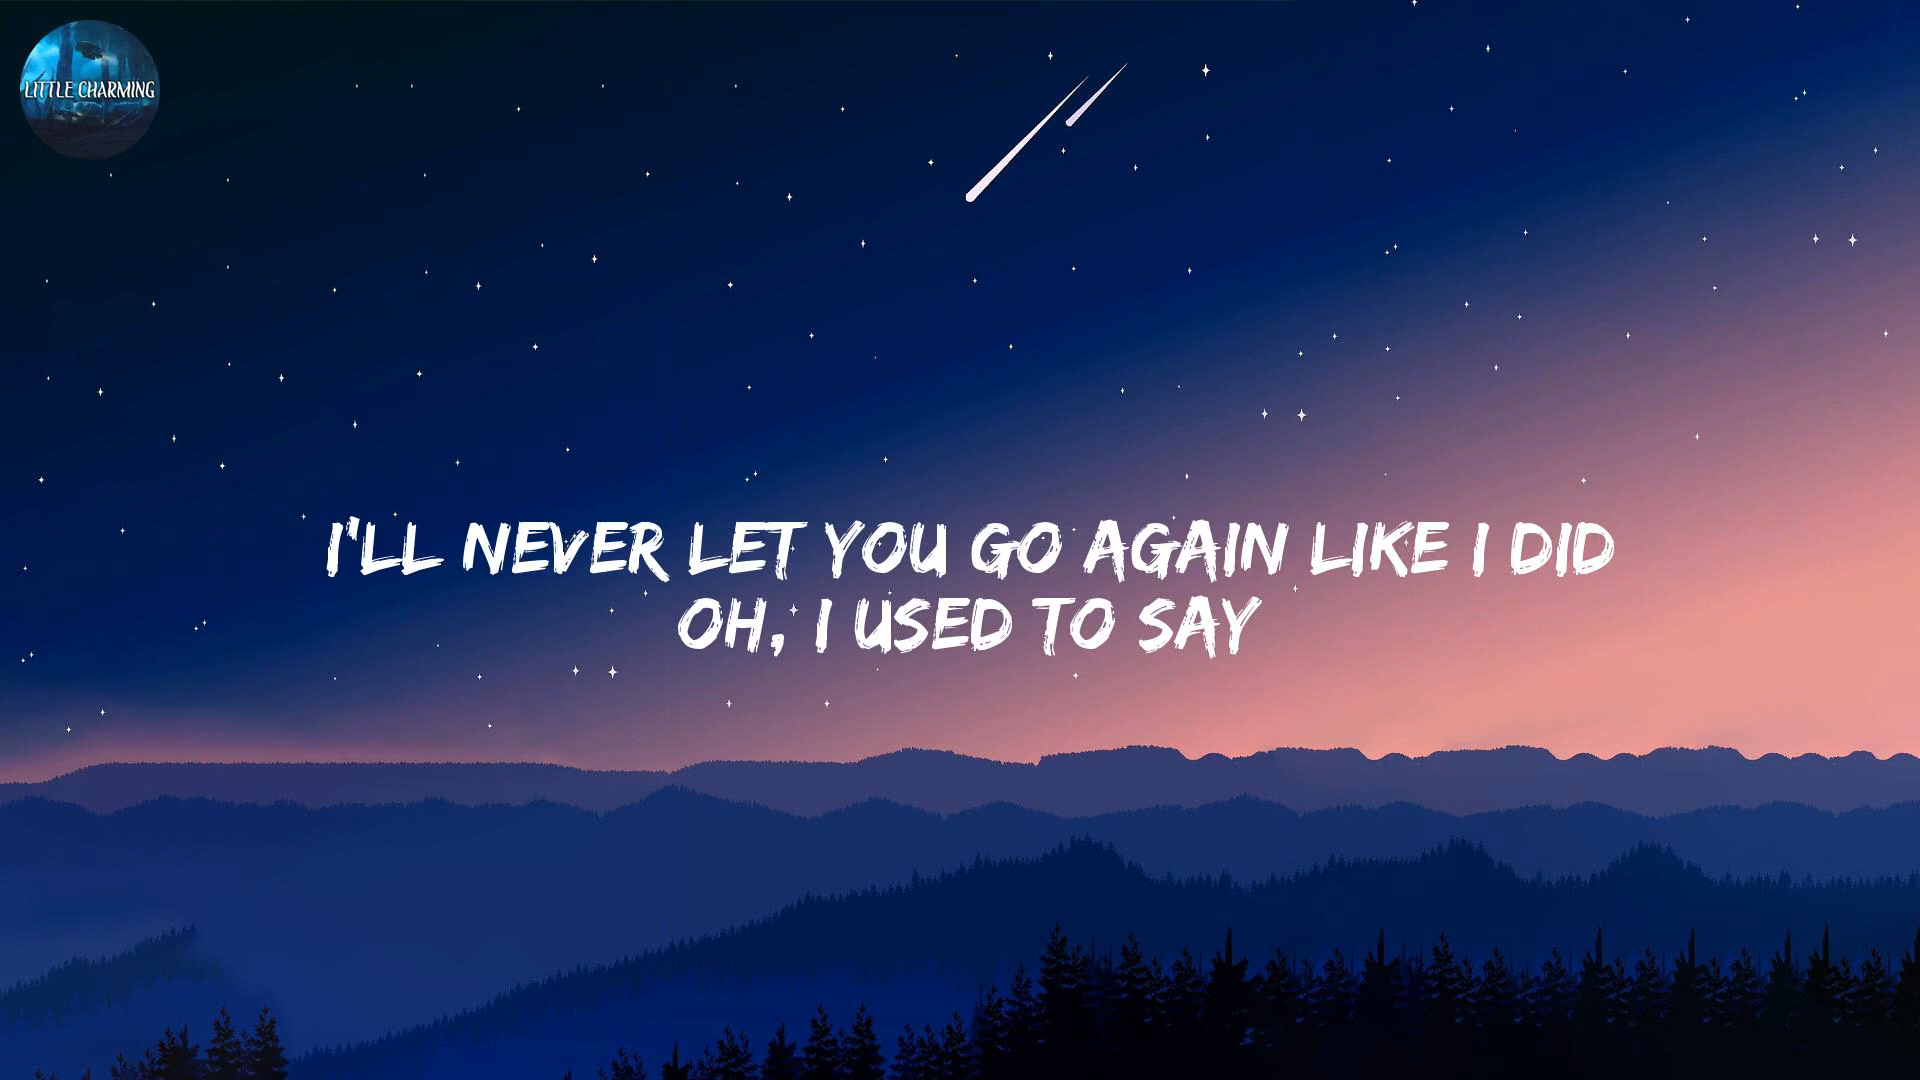 LITTLE CHARMING
I'LL NEVER LET YOU GO AGAIN LIKE I DID
OH, I USED TO SAY